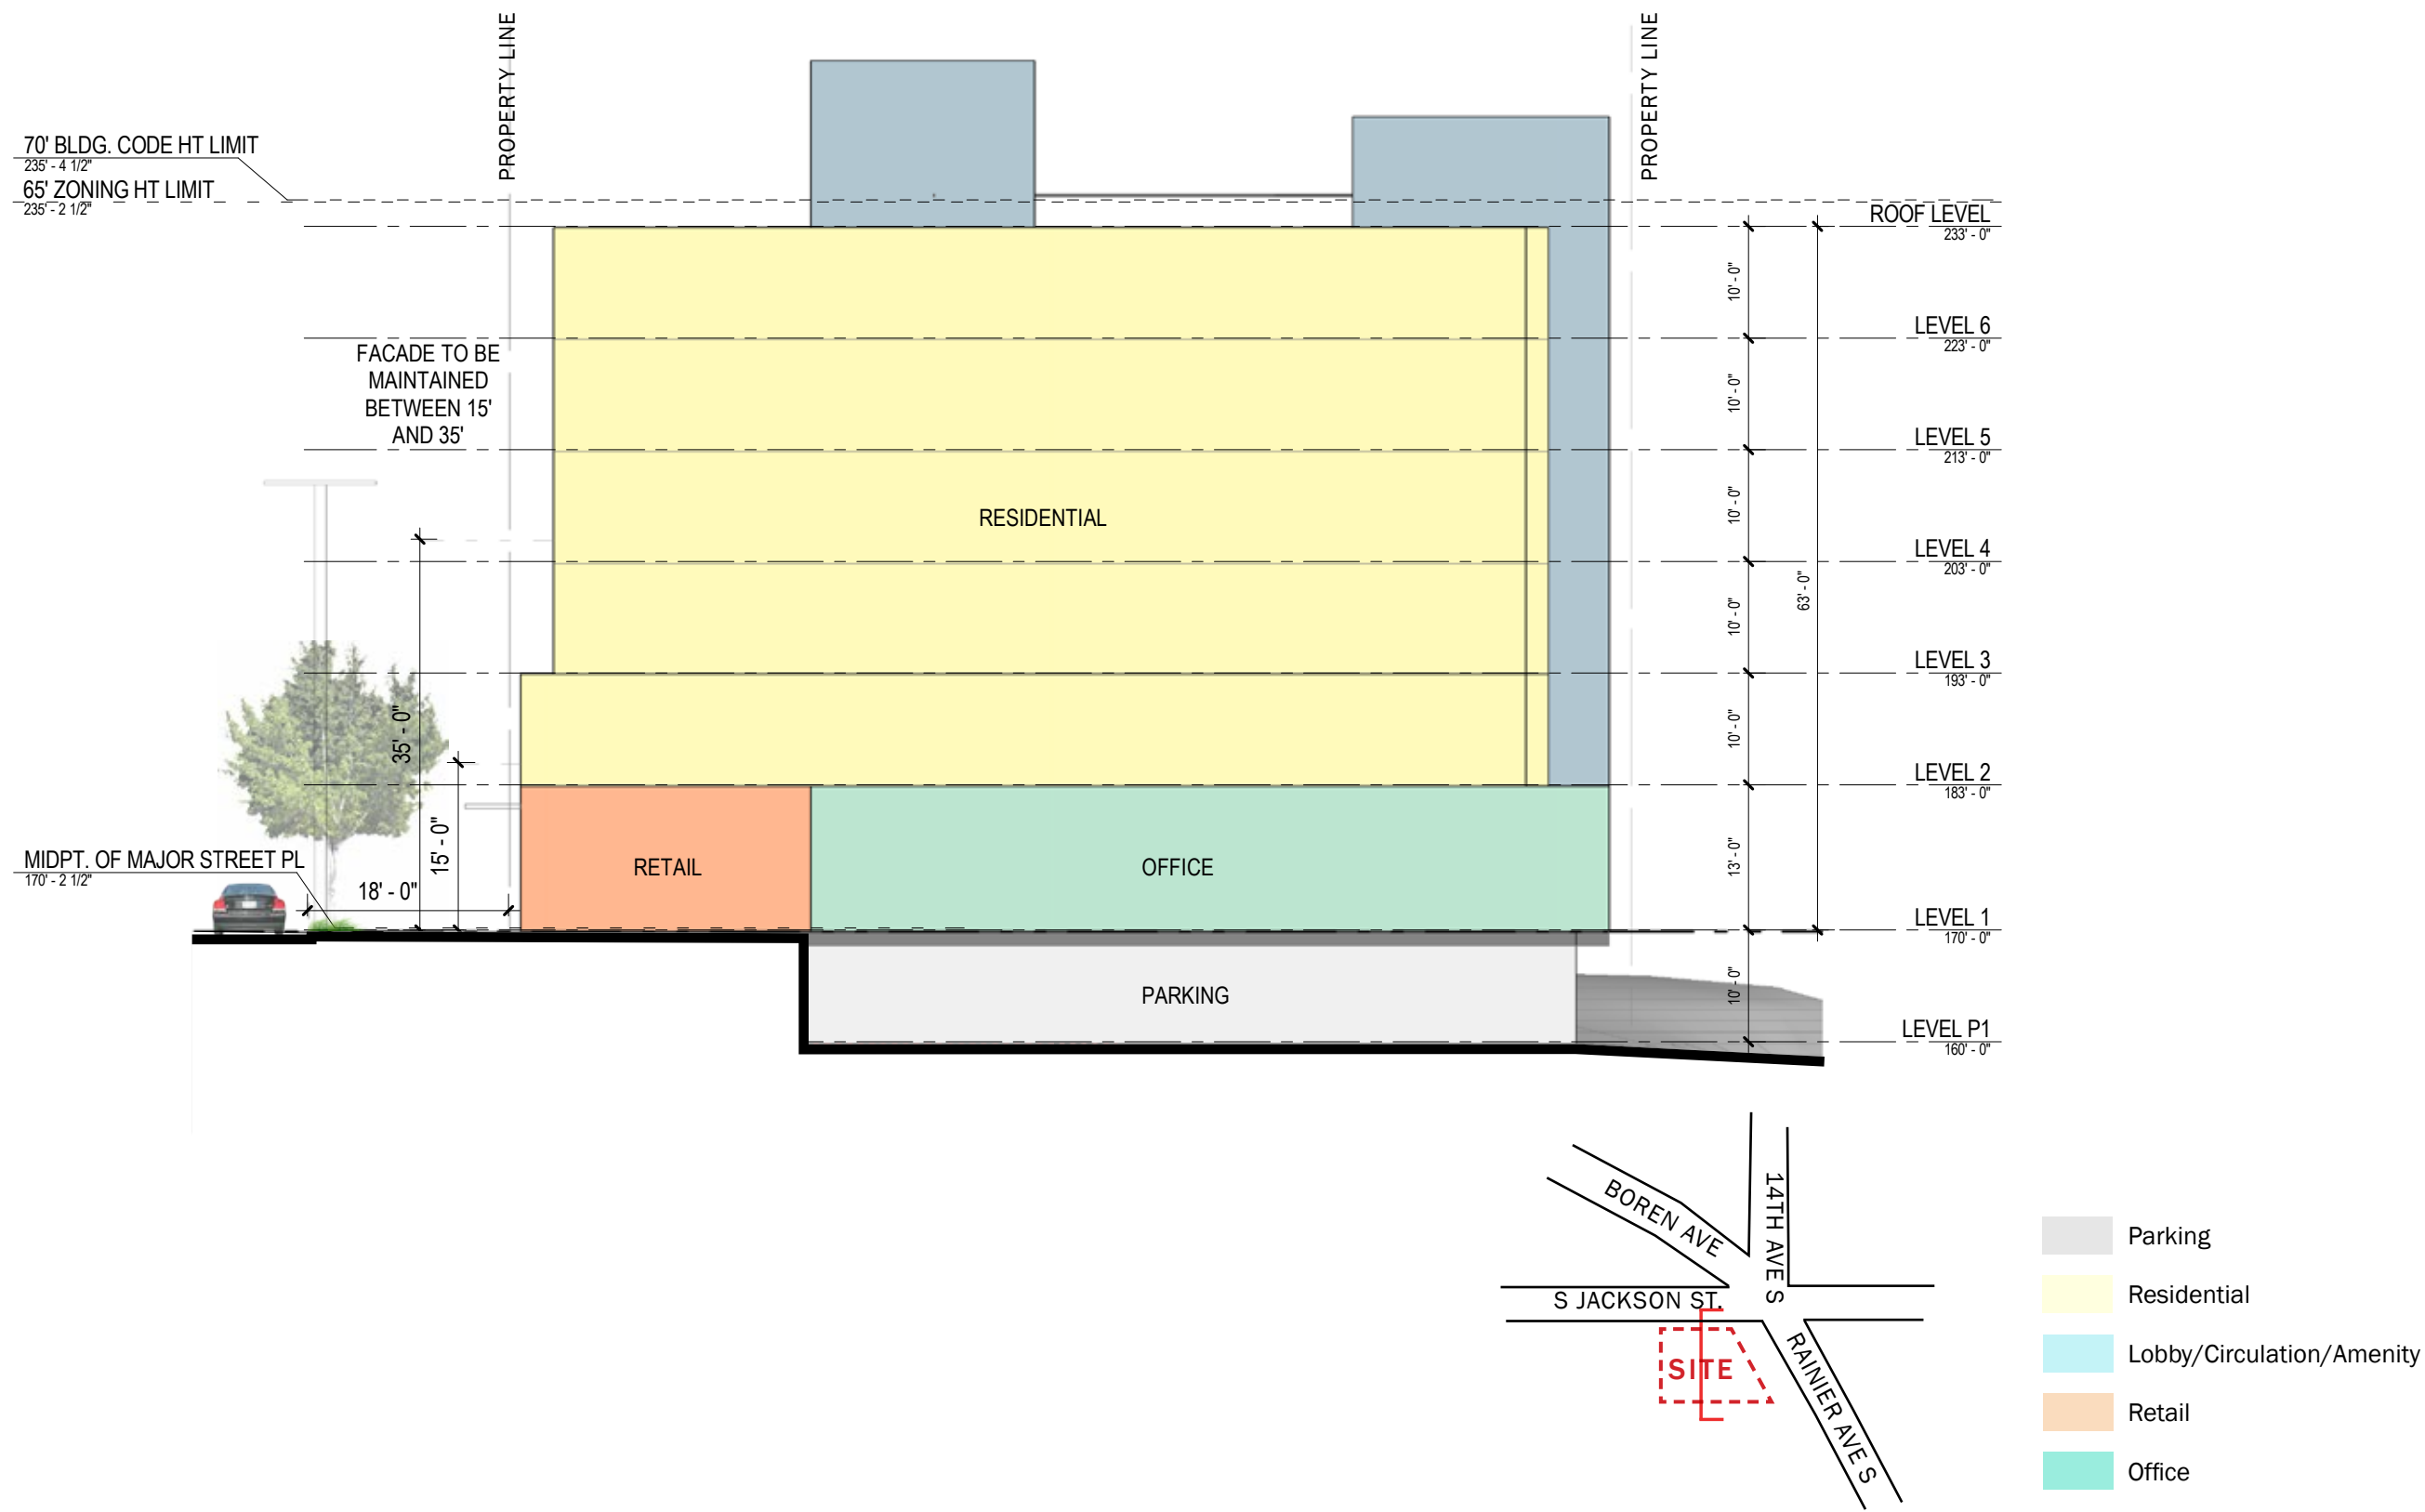 PROPERTY LINE
PROPERTY LINE
70' BLDG. CODE HT LIMIT
235' - 4 1/2"
65' ZONING HT LIMIT
235' - 2 1/2"
ROOF LEVEL
233' - 0"
10' - 0"
LEVEL 6
223' - 0"
FACADE TO BE
MAINTAINED
BETWEEN 15'
AND 35'
10' - 0"
LEVEL 5
213' - 0"
RESIDENTIAL
10' - 0"
LEVEL 4
203' - 0"
63' - 0"
10' - 0"
LEVEL 3
193' - 0"
35' - 0"
10' - 0"
LEVEL 2
183' - 0"
15' - 0"
MIDPT. OF MAJOR STREET PL
170' - 2 1/2"
18' - 0"
RETAIL
OFFICE
13' - 0"
LEVEL 1
170' - 0"
PARKING
10' - 0"
LEVEL P1
160' - 0"
BOREN AVE
14TH AVE S
S JACKSON ST.
SITE
RAINIER AVE S
Parking
Residential
Lobby/Circulation/Amenity
Retail
Office